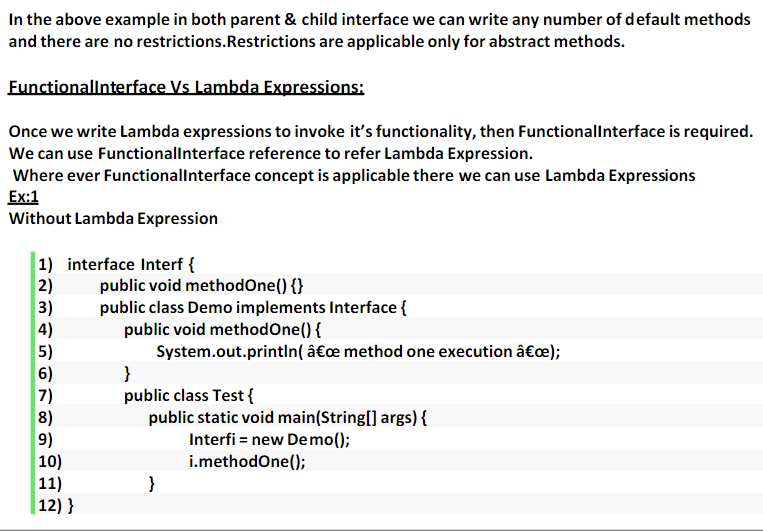 In the above example in both parent & child interface we can write any number of default methods
and there are no restrictions.Restrictions are applicable only for abstract methods.
FunctionalInterface Vs Lambda Expressions:
Once we write Lambda expressions to invoke it’s functionality, then FunctionalInterface is required.
We can use FunctionalInterface reference to refer Lambda Expression.
Where ever FunctionalInterface concept is applicable there we can use Lambda Expressions
Ex:1
Without Lambda Expression
1) interface Interf {
2) public void methodOne() {}
3) public class Demo implements Interface {
4) public void methodOne() {
5) System.out.println( â€œ method one execution â€œ);
6) }
7) public class Test {
8) public static void main(String[] args) {
9) Interfi = new Demo();
10) i.methodOne();
11) }
12) }